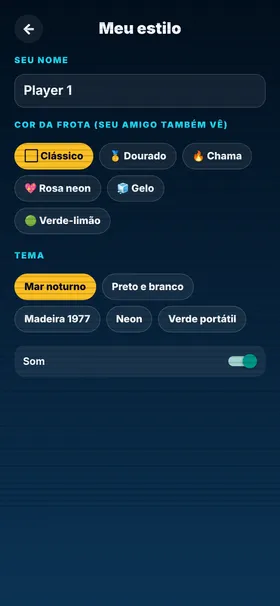 Meu estilo
SEU NOME
Player 1
COR DA FROTA (SEU AMIGO TAMBÉM VÊ)
Clássico 🏅 Dourado 🔥 Chama
💖 Rosa neon 🧊 Gelo
🟢 Verde-limão
TEMA
Mar noturno Preto e branco
Madeira 1977 Neon Verde portátil
Som